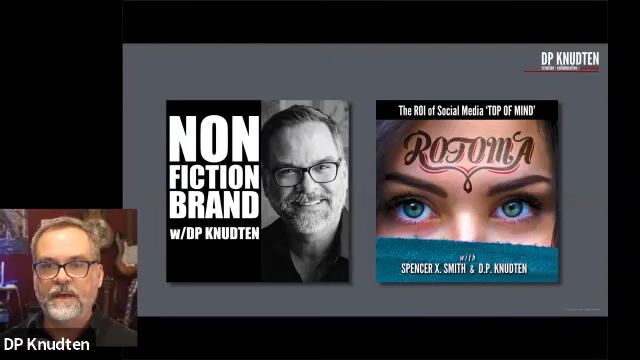 DP KNUDTEN
NON
FICTION
BRAND
w/DP KNUDTEN
The ROI of Social Media 'TOP OF MIND'
ROTOMA
with
SPENCER X. SMITH & D.P. KNUDTEN
DP Knudten